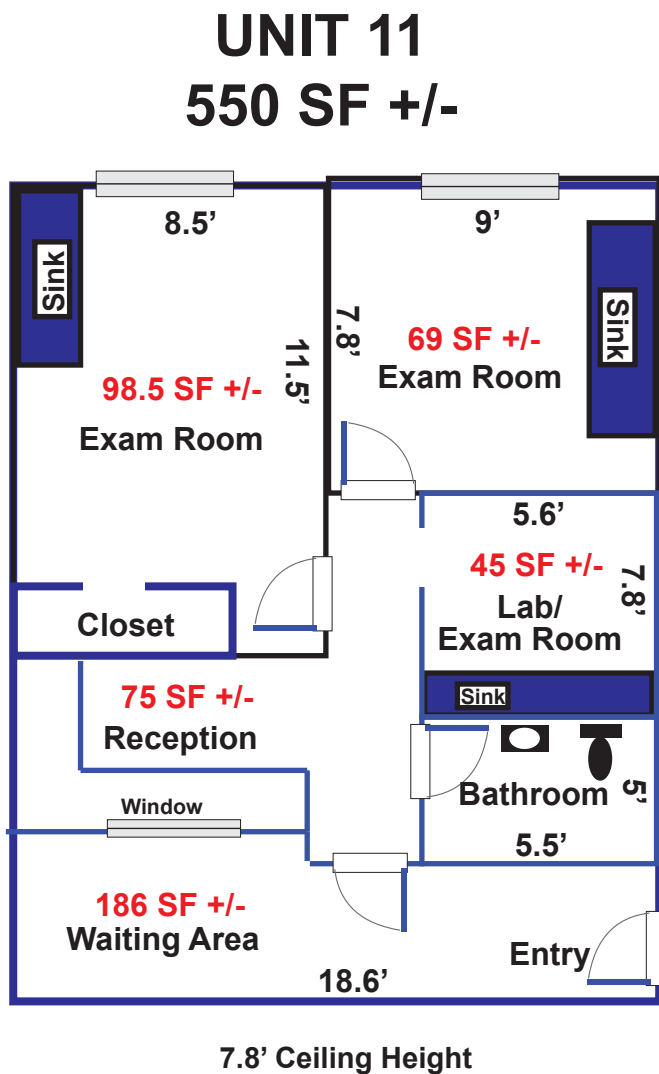 UNIT 11
550 SF +/-
8.5’
9’
Sink
Sink
7.8’
11.5’
69 SF +/-
Exam Room
98.5 SF +/-
Exam Room
5.6’
45 SF +/-
7.8’
Lab/
Exam Room
Closet
Sink
75 SF +/-
Reception
Bathroom
5’
Window
5.5’
186 SF +/-
Waiting Area
Entry
18.6’
7.8’ Ceiling Height